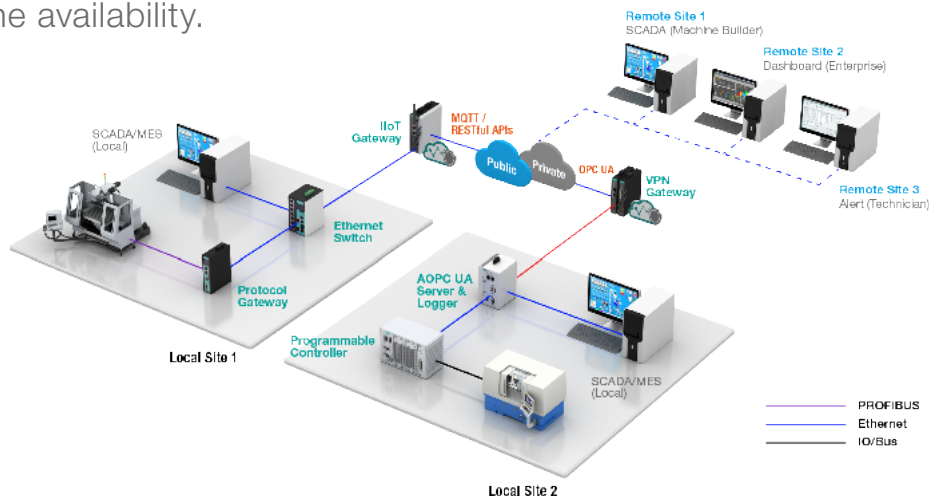 ne availability.
Remote Site 1
SCADA (Machine Builder)
Remote Site 2
Dashboard (Enterprise)
IIoT
Gateway
MQTT /
RESTful APIs
SCADA/MES
(Local)
Public
Private
OPC UA
VPN
Gateway
Remote Site 3
Alert (Technician)
Ethernet
Switch
Protocol
Gateway
AOPC UA
Server &
Logger
Programmable
Controller
Local Site 1
SCADA/MES
(Local)
PROFIBUS
Ethernet
IO/Bus
Local Site 2